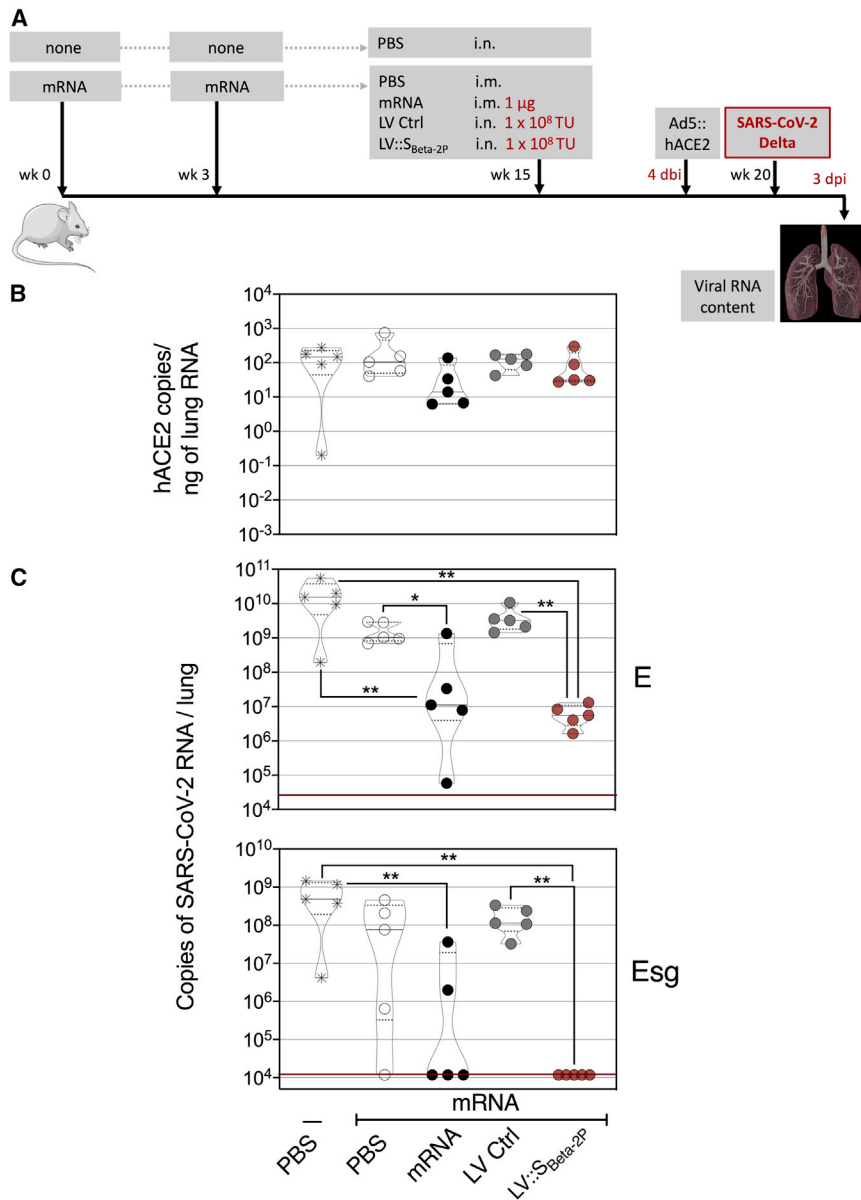 A
none none PBS i.n.
mRNA mRNA PBS i.m.
mRNA i.m. 1 µg
LV Ctrl i.n. 1 x 10⁸ TU
LV::S_Beta-2P i.n. 1 x 10⁸ TU
Ad5::
hACE2
SARS-CoV-2
Delta
wk 0 wk 3 wk 15 4 dbi wk 20 3 dpi
Viral RNA
content
B
hACE2 copies/
ng of lung RNA
10⁴
10³
10²
10¹
10⁰
10⁻¹
10⁻²
10⁻³
C
Copies of SARS-CoV-2 RNA / lung
10¹¹
10¹⁰
10⁹
10⁸
10⁷
10⁶
10⁵
10⁴
**
*
**
**
E
10¹⁰
10⁹
10⁸
10⁷
10⁶
10⁵
10⁴
**
**
**
Esg
– mRNA
PBS PBS mRNA LV Ctrl LV::S_Beta-2P